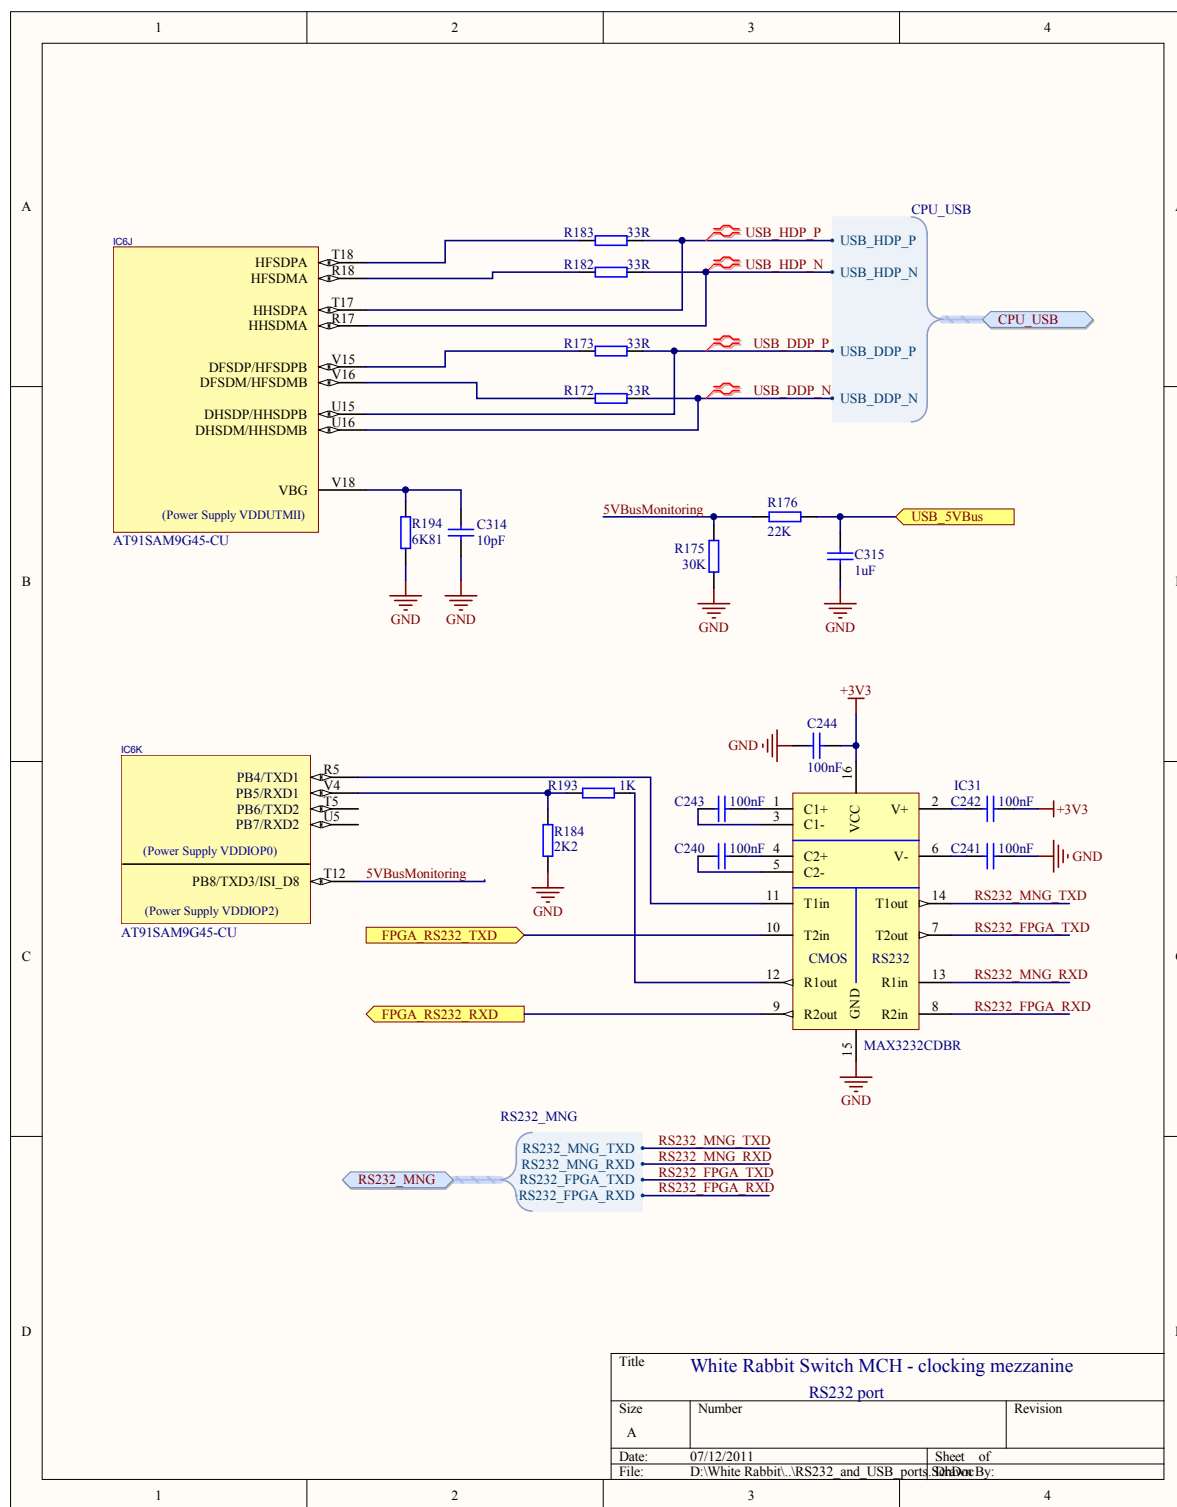 1 2 3 4
A
CPU_USB
IC6J
R183 33R USB_HDP_P USB_HDP_P
HFSDPA T18
HFSDMA R18 R182 33R USB_HDP_N USB_HDP_N
HHSDPA T17
HHSDMA R17
CPU_USB
DFSDP/HFSDPB V15 R173 33R USB_DDP_P USB_DDP_P
DFSDM/HFSDMB V16
R172 33R USB_DDP_N USB_DDP_N
DHSDP/HHSDPB U15
DHSDM/HHSDMB U16
VBG V18
(Power Supply VDDUTMII)
AT91SAM9G45-CU
R194
6K81
C314
10pF
GND GND
5VBusMonitoring
R176
22K
USB_5VBus
R175
30K
C315
1uF
GND GND
B
+3V3
C244
GND
100nF
IC6K
PB4/TXD1 R5
PB5/RXD1 V4
PB6/TXD2 T5
PB7/RXD2 U5
(Power Supply VDDIOP0)
PB8/TXD3/ISI_D8 T12 5VBusMonitoring
(Power Supply VDDIOP2)
AT91SAM9G45-CU
R193 1K
R184
2K2
GND
16
IC31
C243 100nF 1 C1+ VCC V+ 2 C242 100nF +3V3
3 C1-
C240 100nF 4 C2+ V- 6 C241 100nF GND
5 C2-
11 T1in T1out 14 RS232_MNG_TXD
FPGA_RS232_TXD 10 T2in T2out 7 RS232_FPGA_TXD
CMOS RS232
12 R1out R1in 13 RS232_MNG_RXD
FPGA_RS232_RXD 9 R2out GND R2in 8 RS232_FPGA_RXD
15
MAX3232CDBR
GND
C
RS232_MNG
RS232_MNG_TXD RS232_MNG_TXD
RS232_MNG_RXD RS232_MNG_RXD
RS232_MNG RS232_FPGA_TXD RS232_FPGA_TXD
RS232_FPGA_RXD RS232_FPGA_RXD
D
Title White Rabbit Switch MCH - clocking mezzanine
RS232 port
Size Number Revision
A
Date: 07/12/2011 Sheet of
File: D:\White Rabbit\..\RS232_and_USB_ports.SchDoc Drawn By:
1 2 3 4